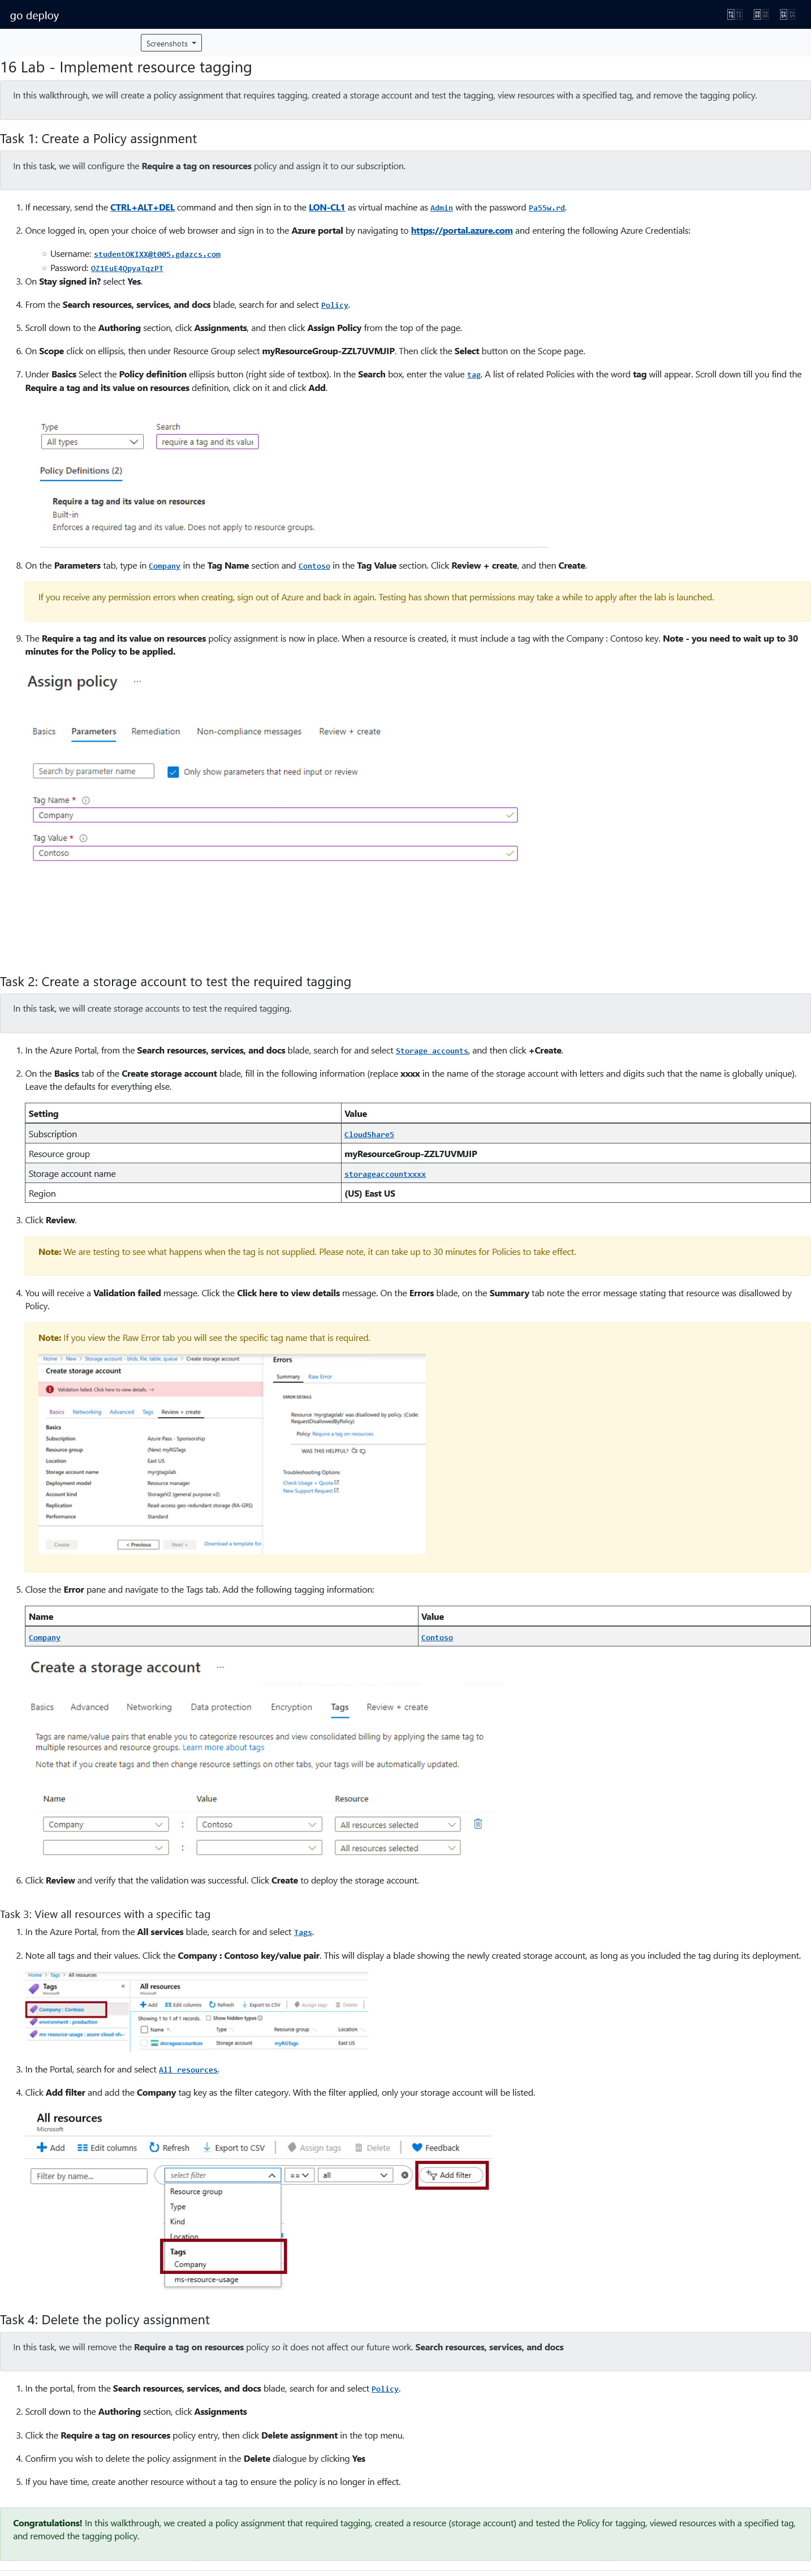 go deploy
Screenshots
16 Lab - Implement resource tagging
In this walkthrough, we will create a policy assignment that requires tagging, created a storage account and test the tagging, view resources with a specified tag, and remove the tagging policy.
Task 1: Create a Policy assignment
In this task, we will configure the Require a tag on resources policy and assign it to our subscription.
1. If necessary, send the CTRL+ALT+DEL command and then sign in to the LON-CL1 as virtual machine as Admin with the password Pa55w.rd.
2. Once logged in, open your choice of web browser and sign in to the Azure portal by navigating to https://portal.azure.com and entering the following Azure Credentials:
Username: studentOKIXX@t005.gdazcs.com
Password: OZ1EuE4QpyaTqzPT
3. On Stay signed in? select Yes.
4. From the Search resources, services, and docs blade, search for and select Policy.
5. Scroll down to the Authoring section, click Assignments, and then click Assign Policy from the top of the page.
6. On Scope click on ellipsis, then under Resource Group select myResourceGroup-ZZL7UVMJIP. Then click the Select button on the Scope page.
7. Under Basics Select the Policy definition ellipsis button (right side of textbox). In the Search box, enter the value tag. A list of related Policies with the word tag will appear. Scroll down till you find the
Require a tag and its value on resources definition, click on it and click Add.
Type Search
All types require a tag and its value
Policy Definitions (2)
Require a tag and its value on resources
Built-in
Enforces a required tag and its value. Does not apply to resource groups.
8. On the Parameters tab, type in Company in the Tag Name section and Contoso in the Tag Value section. Click Review + create, and then Create.
If you receive any permission errors when creating, sign out of Azure and back in again. Testing has shown that permissions may take a while to apply after the lab is launched.
9. The Require a tag and its value on resources policy assignment is now in place. When a resource is created, it must include a tag with the Company : Contoso key. Note - you need to wait up to 30
minutes for the Policy to be applied.
Assign policy ...
Basics Parameters Remediation Non-compliance messages Review + create
Search by parameter name Only show parameters that need input or review
Tag Name *
Company
Tag Value *
Contoso
Task 2: Create a storage account to test the required tagging
In this task, we will create storage accounts to test the required tagging.
1. In the Azure Portal, from the Search resources, services, and docs blade, search for and select Storage accounts, and then click +Create.
2. On the Basics tab of the Create storage account blade, fill in the following information (replace xxxx in the name of the storage account with letters and digits such that the name is globally unique).
Leave the defaults for everything else.
Setting Value
Subscription CloudShare5
Resource group myResourceGroup-ZZL7UVMJIP
Storage account name storageaccountxxxx
Region (US) East US
3. Click Review.
Note: We are testing to see what happens when the tag is not supplied. Please note, it can take up to 30 minutes for Policies to take effect.
4. You will receive a Validation failed message. Click the Click here to view details message. On the Errors blade, on the Summary tab note the error message stating that resource was disallowed by
Policy.
Note: If you view the Raw Error tab you will see the specific tag name that is required.
Home > New > Storage account - blob, file, table, queue > Create storage account
Create storage account
Validation failed. Click here to view details. →
Basics Networking Advanced Tags Review + create
Basics
Subscription Azure Pass - Sponsorship
Resource group (New) myRGTags
Location East US
Storage account name myrgtagslab
Deployment model Resource manager
Account kind StorageV2 (general purpose v2)
Replication Read-access geo-redundant storage (RA-GRS)
Performance Standard
Create < Previous Next > Download a template for
Errors
Summary Raw Error
ERROR DETAILS
Resource 'myrgtagslab' was disallowed by policy. (Code:
RequestDisallowedByPolicy)
Policy: Require a tag on resources
WAS THIS HELPFUL?
Troubleshooting Options
Check Usage + Quota
New Support Request
5. Close the Error pane and navigate to the Tags tab. Add the following tagging information:
Name Value
Company Contoso
Create a storage account ...
Basics Advanced Networking Data protection Encryption Tags Review + create
Tags are name/value pairs that enable you to categorize resources and view consolidated billing by applying the same tag to
multiple resources and resource groups. Learn more about tags
Note that if you create tags and then change resource settings on other tabs, your tags will be automatically updated.
Name Value Resource
Company : Contoso All resources selected
: All resources selected
6. Click Review and verify that the validation was successful. Click Create to deploy the storage account.
Task 3: View all resources with a specific tag
1. In the Azure Portal, from the All services blade, search for and select Tags.
2. Note all tags and their values. Click the Company : Contoso key/value pair. This will display a blade showing the newly created storage account, as long as you included the tag during its deployment.
Home > Tags > All resources
Tags
Microsoft
«
Company : Contoso
environment : production
ms-resource-usage : azure-cloud-sh···
All resources
Microsoft
Add Edit columns Refresh Export to CSV Assign tags Delete
Showing 1 to 1 of 1 records. Show hidden types
Name Type Resource group Location
storageaccountces Storage account myRGTags East US
3. In the Portal, search for and select All resources.
4. Click Add filter and add the Company tag key as the filter category. With the filter applied, only your storage account will be listed.
All resources
Microsoft
Add Edit columns Refresh Export to CSV Assign tags Delete Feedback
Filter by name... select filter == all Add filter
Resource group
Type
Kind
Location
Tags
Company
ms-resource-usage
Task 4: Delete the policy assignment
In this task, we will remove the Require a tag on resources policy so it does not affect our future work. Search resources, services, and docs
1. In the portal, from the Search resources, services, and docs blade, search for and select Policy.
2. Scroll down to the Authoring section, click Assignments
3. Click the Require a tag on resources policy entry, then click Delete assignment in the top menu.
4. Confirm you wish to delete the policy assignment in the Delete dialogue by clicking Yes
5. If you have time, create another resource without a tag to ensure the policy is no longer in effect.
Congratulations! In this walkthrough, we created a policy assignment that required tagging, created a resource (storage account) and tested the Policy for tagging, viewed resources with a specified tag,
and removed the tagging policy.